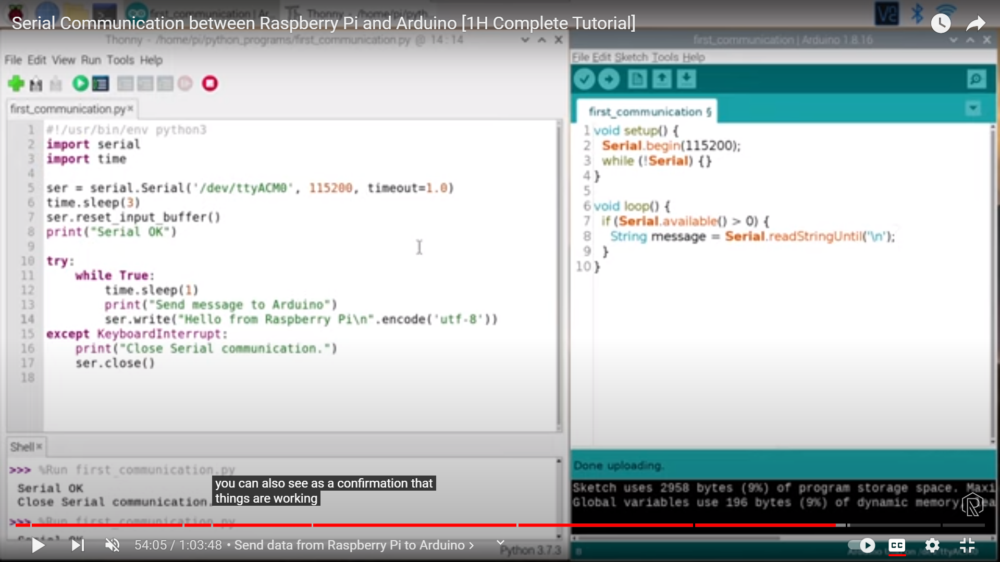 first_communication | Ar...
Thonny - /home/pi/pyth...
Serial Communication between Raspberry Pi and Arduino [1H Complete Tutorial]
Thonny - /home/pi/python_programs/first_communication.py @ 14:14
File Edit View Run Tools Help
first_communication.py
1 #!/usr/bin/env python3
2 import serial
3 import time
4
5 ser = serial.Serial('/dev/ttyACM0', 115200, timeout=1.0)
6 time.sleep(3)
7 ser.reset_input_buffer()
8 print("Serial OK")
9
10 try:
11     while True:
12         time.sleep(1)
13         print("Send message to Arduino")
14         ser.write("Hello from Raspberry Pi\n".encode('utf-8'))
15 except KeyboardInterrupt:
16     print("Close Serial communication.")
17     ser.close()
18
Shell
>>> %Run first_communication.py
Serial OK
Close Serial communication.
>>> %Run first_communication.py
Serial OK
Python 3.7.3
first_communication | Arduino 1.8.16
File Edit Sketch Tools Help
first_communication §
1 void setup() {
2   Serial.begin(115200);
3   while (!Serial) {}
4 }
5
6 void loop() {
7   if (Serial.available() > 0) {
8     String message = Serial.readStringUntil('\n');
9   }
10 }
Done uploading.
Sketch uses 2958 bytes (9%) of program storage space. Maxi
Global variables use 196 bytes (9%) of dynamic memory,
8
you can also see as a confirmation that
things are working
54:05 / 1:03:48 • Send data from Raspberry Pi to Arduino
CC